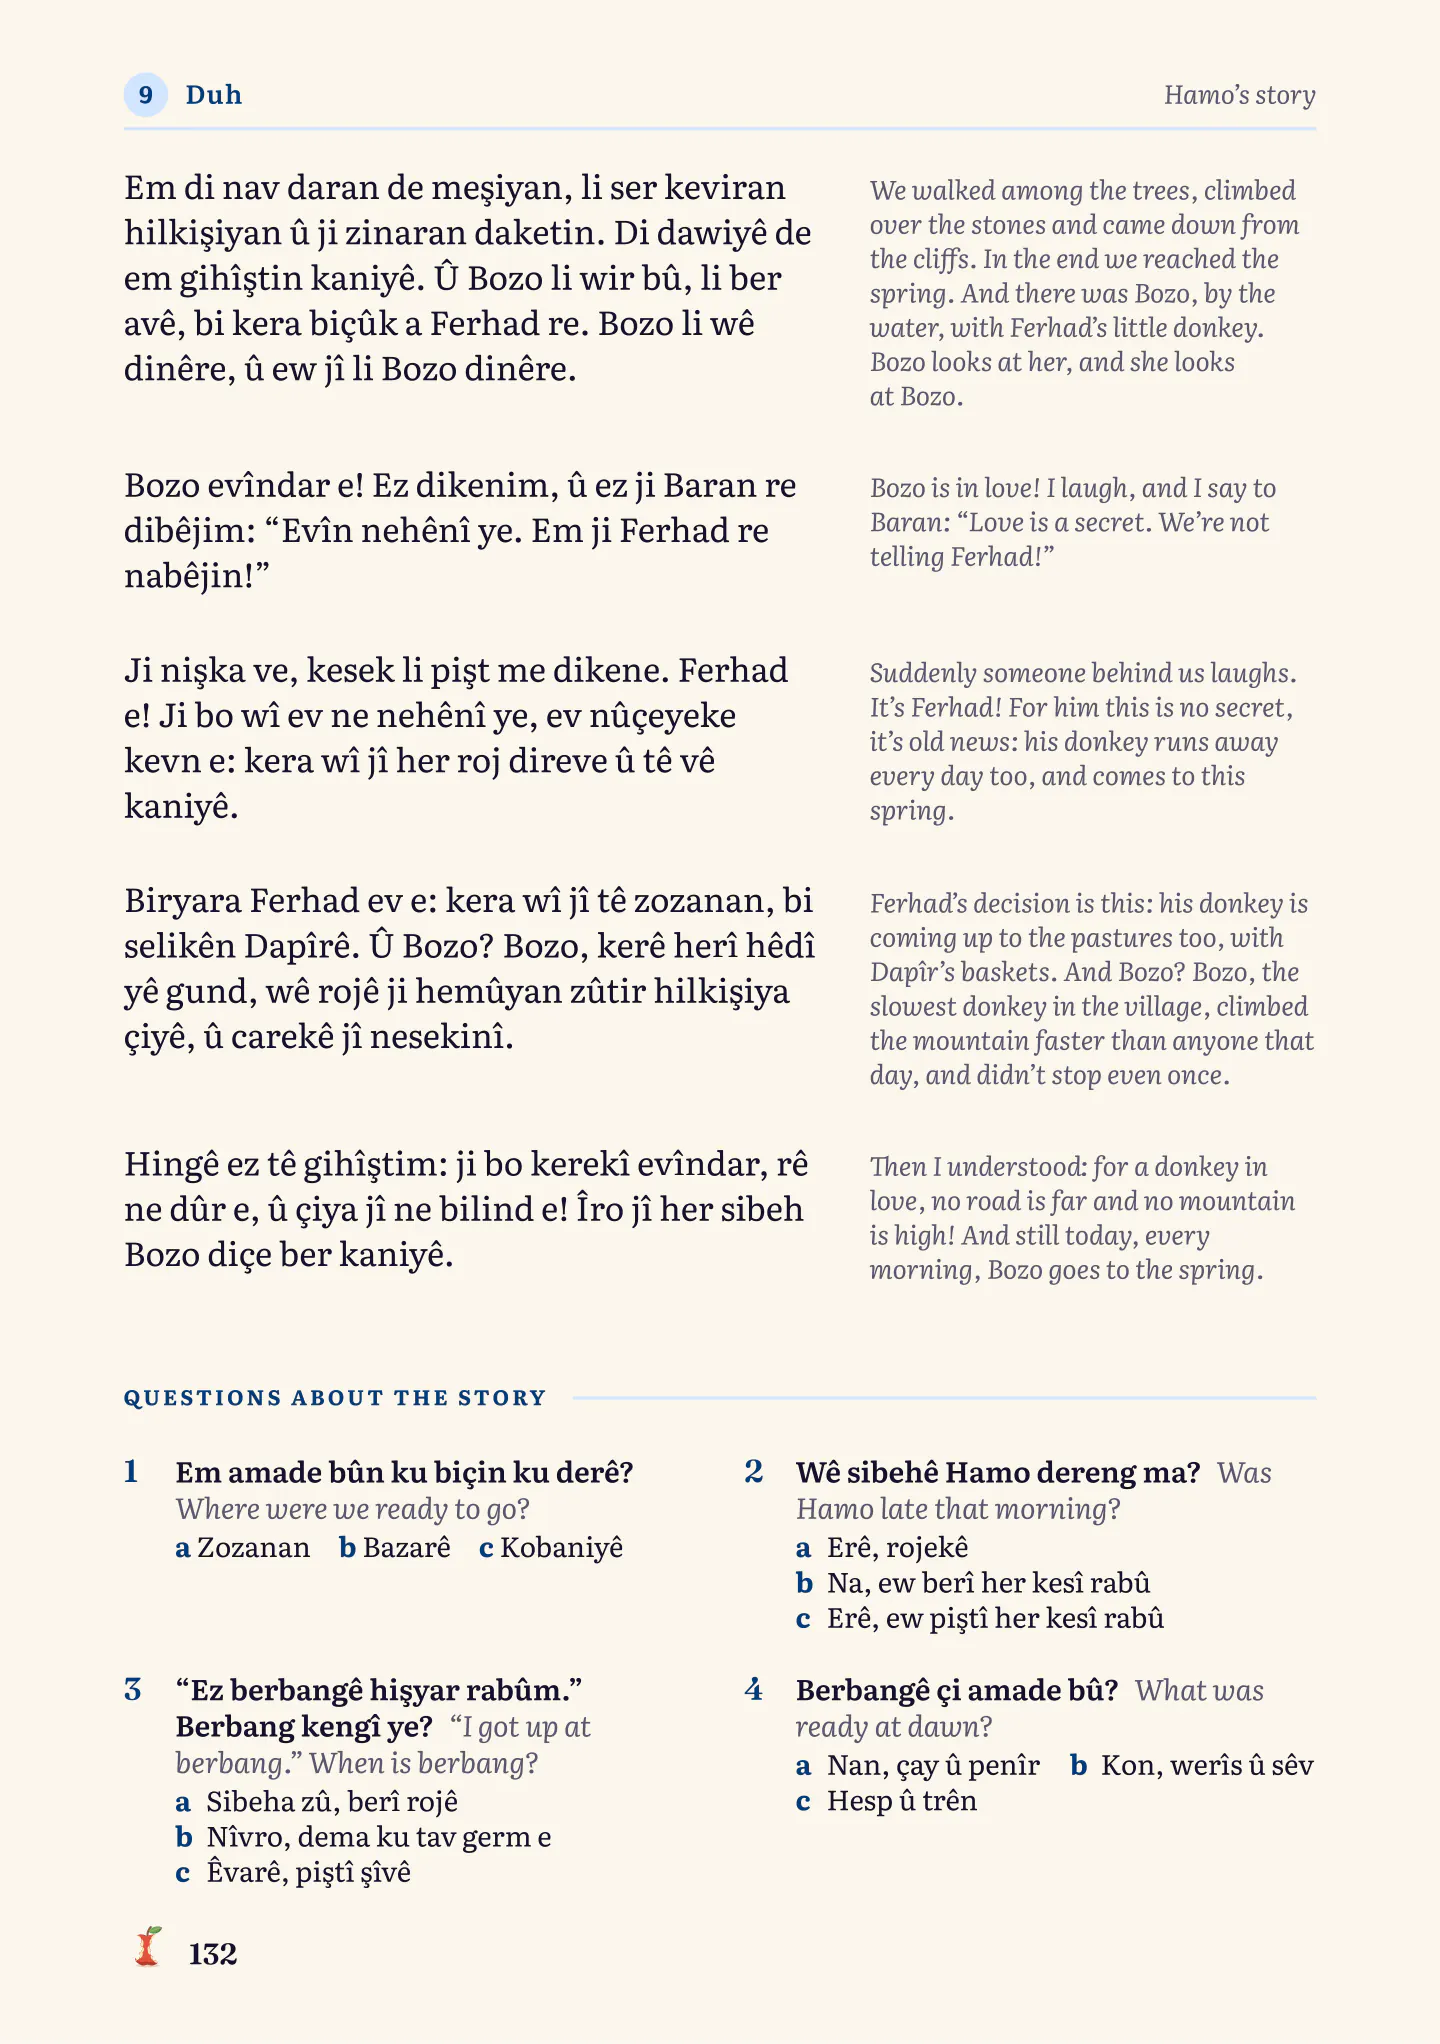 9 Duh
Hamo’s story
Em di nav daran de meşiyan, li ser keviran
hilkişiyan û ji zinaran daketin. Di dawiyê de
em gihîştin kaniyê. Û Bozo li wir bû, li ber
avê, bi kera biçûk a Ferhad re. Bozo li wê
dinêre, û ew jî li Bozo dinêre.
We walked among the trees, climbed
over the stones and came down from
the cliffs. In the end we reached the
spring. And there was Bozo, by the
water, with Ferhad’s little donkey.
Bozo looks at her, and she looks
at Bozo.
Bozo evîndar e! Ez dikenim, û ez ji Baran re
dibêjim: “Evîn nehênî ye. Em ji Ferhad re
nabêjin!”
Bozo is in love! I laugh, and I say to
Baran: “Love is a secret. We’re not
telling Ferhad!”
Ji nişka ve, kesek li pişt me dikene. Ferhad
e! Ji bo wî ev ne nehênî ye, ev nûçeyeke
kevn e: kera wî jî her roj direve û tê vê
kaniyê.
Suddenly someone behind us laughs.
It’s Ferhad! For him this is no secret,
it’s old news: his donkey runs away
every day too, and comes to this
spring.
Biryara Ferhad ev e: kera wî jî tê zozanan, bi
selikên Dapîrê. Û Bozo? Bozo, kerê herî hêdî
yê gund, wê rojê ji hemûyan zûtir hilkişiya
çiyê, û carekê jî nesekinî.
Ferhad’s decision is this: his donkey is
coming up to the pastures too, with
Dapîr’s baskets. And Bozo? Bozo, the
slowest donkey in the village, climbed
the mountain faster than anyone that
day, and didn’t stop even once.
Hingê ez tê gihîştim: ji bo kerekî evîndar, rê
ne dûr e, û çiya jî ne bilind e! Îro jî her sibeh
Bozo diçe ber kaniyê.
Then I understood: for a donkey in
love, no road is far and no mountain
is high! And still today, every
morning, Bozo goes to the spring.
QUESTIONS ABOUT THE STORY
1 Em amade bûn ku biçin ku derê?
Where were we ready to go?
a Zozanan b Bazarê c Kobaniyê
2 Wê sibehê Hamo dereng ma? Was
Hamo late that morning?
a Erê, rojekê
b Na, ew berî her kesî rabû
c Erê, ew piştî her kesî rabû
3 “Ez berbangê hişyar rabûm.”
Berbang kengî ye? “I got up at
berbang.” When is berbang?
a Sibeha zû, berî rojê
b Nîvro, dema ku tav germ e
c Êvarê, piştî şîvê
4 Berbangê çi amade bû? What was
ready at dawn?
a Nan, çay û penîr b Kon, werîs û sêv
c Hesp û trên
132